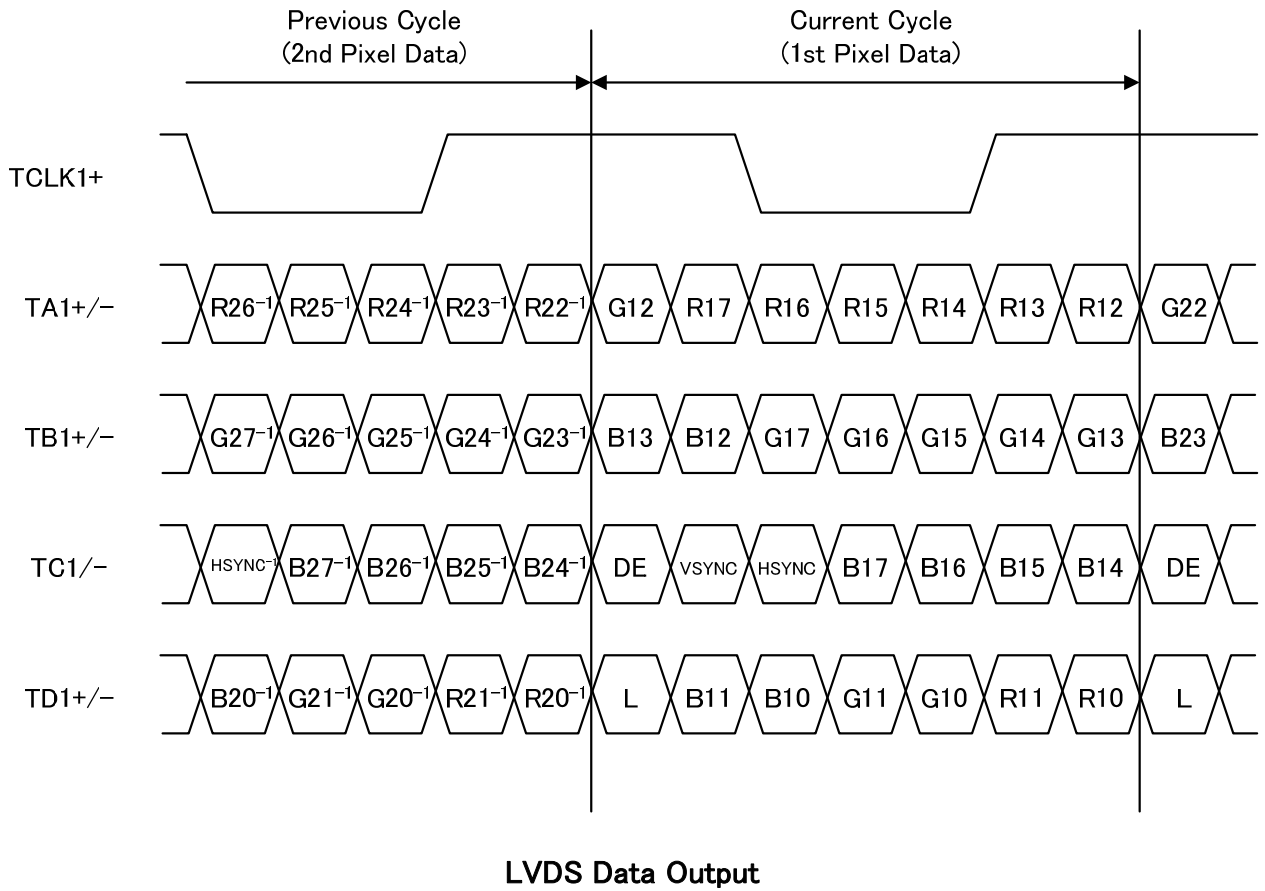 Previous Cycle
(2nd Pixel Data)
Current Cycle
(1st Pixel Data)
TCLK1+
TA1+/− R26⁻¹ R25⁻¹ R24⁻¹ R23⁻¹ R22⁻¹ G12 R17 R16 R15 R14 R13 R12 G22
TB1+/− G27⁻¹ G26⁻¹ G25⁻¹ G24⁻¹ G23⁻¹ B13 B12 G17 G16 G15 G14 G13 B23
TC1/− HSYNC⁻¹ B27⁻¹ B26⁻¹ B25⁻¹ B24⁻¹ DE VSYNC HSYNC B17 B16 B15 B14 DE
TD1+/− B20⁻¹ G21⁻¹ G20⁻¹ R21⁻¹ R20⁻¹ L B11 B10 G11 G10 R11 R10 L
LVDS Data Output